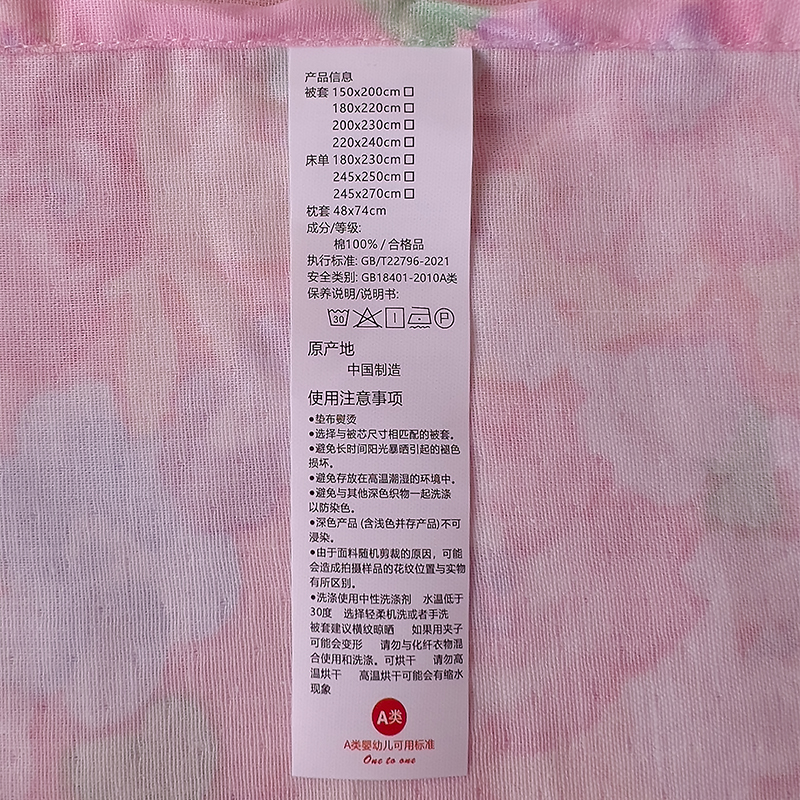 产品信息
被套 150x200cm □
180x220cm □
200x230cm □
220x240cm □
床单 180x230cm □
245x250cm □
245x270cm □
枕套 48x74cm
成分/等级:
棉100% / 合格品
执行标准: GB/T22796-2021
安全类别: GB18401-2010A类
保养说明/说明书:
30 P
原产地
中国制造
使用注意事项
●垫布熨烫
●选择与被芯尺寸相匹配的被套。
●避免长时间阳光暴晒引起的褪色
损坏。
●避免存放在高温潮湿的环境中。
●避免与其他深色织物一起洗涤
以防染色。
●深色产品 (含浅色并存产品)不可
浸染。
●由于面料随机剪裁的原因，可能
会造成拍摄样品的花纹位置与实物
有所区别。
●洗涤使用中性洗涤剂 水温低于
30度 选择轻柔机洗或者手洗
被套建议横纹晾晒 如果用夹子
可能会变形 请勿与化纤衣物混
合使用和洗涤。可烘干 请勿高
温烘干 高温烘干可能会有缩水
现象
A类
A类婴幼儿可用标准
One to one